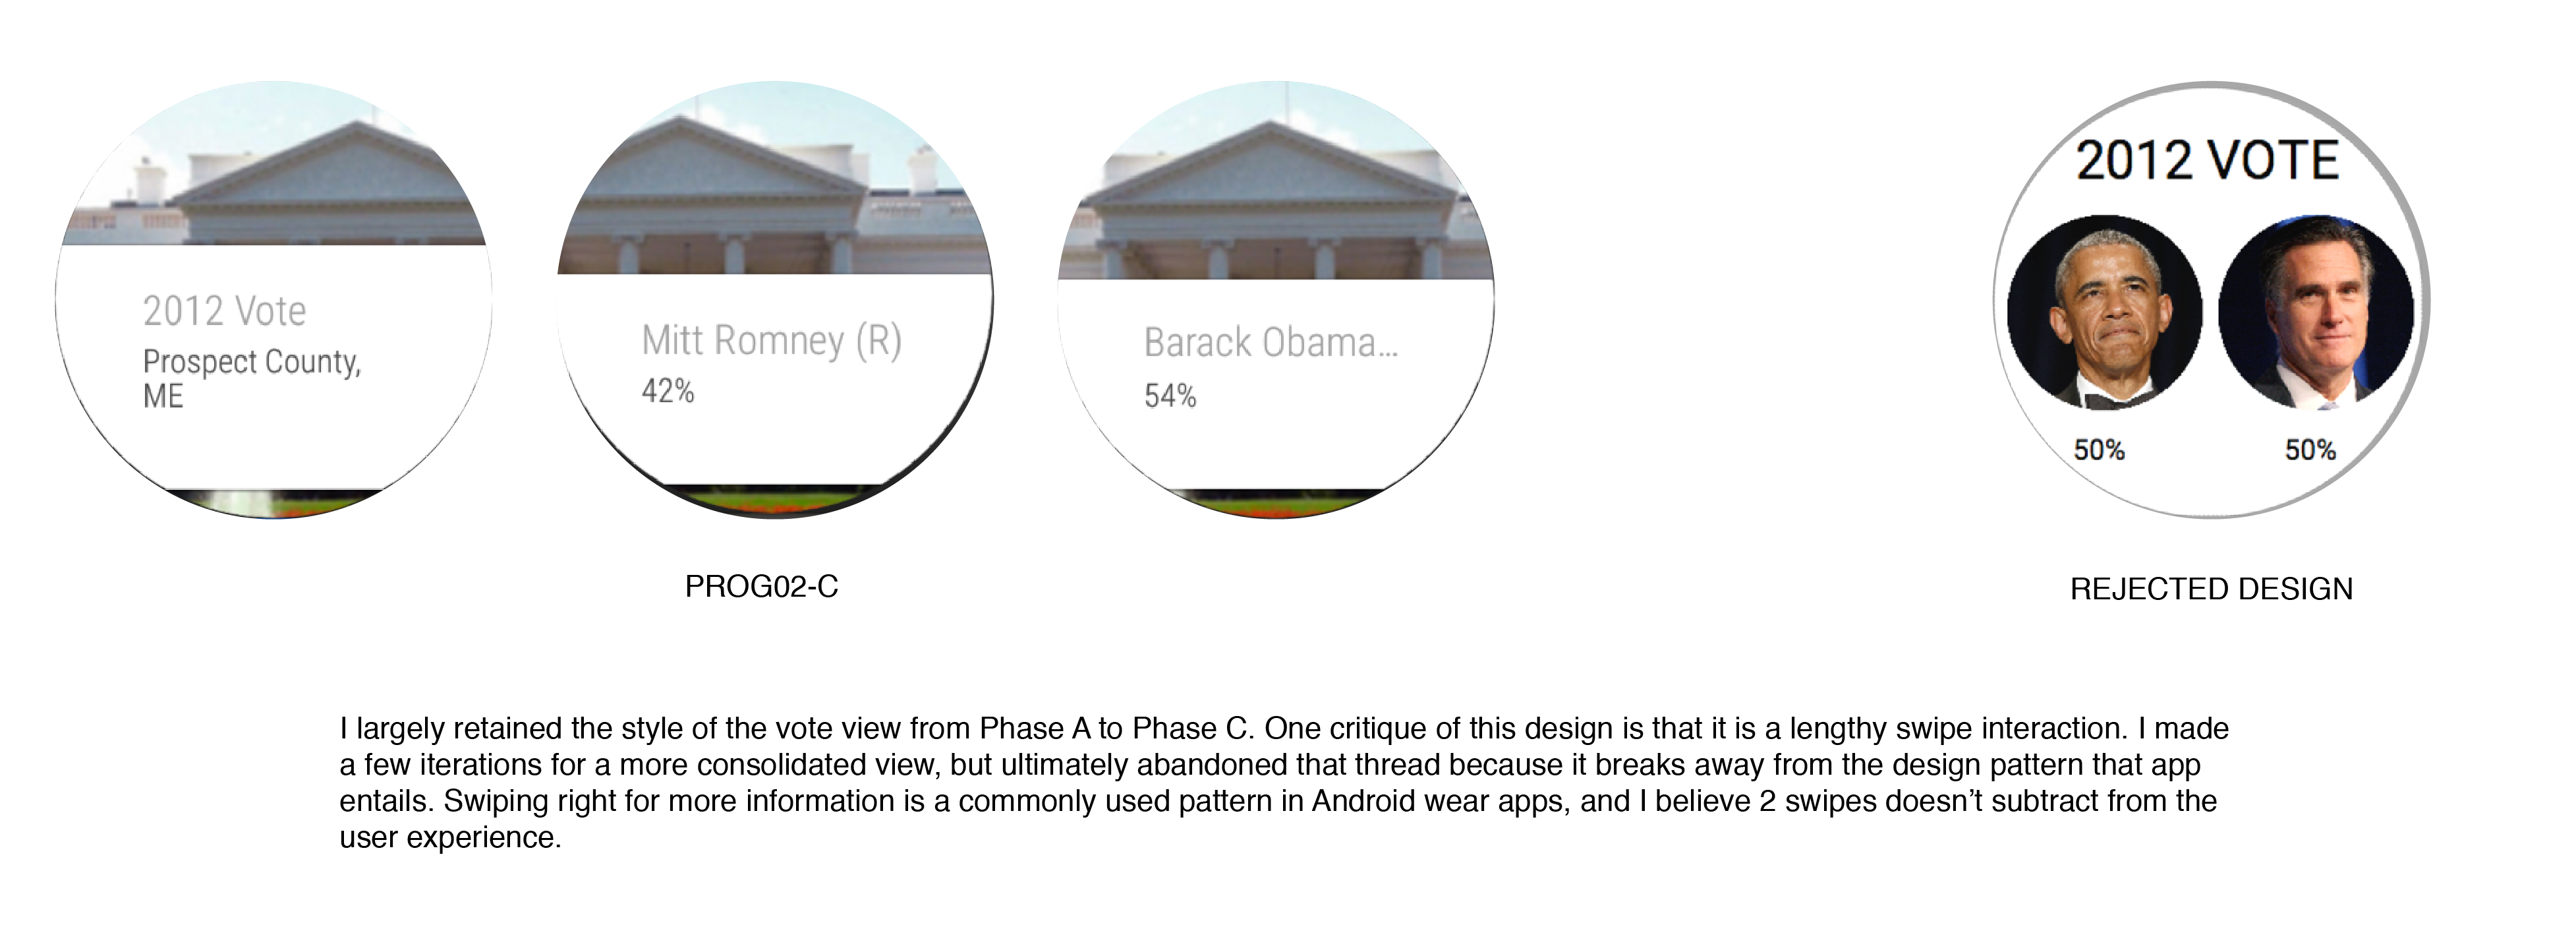 2012 Vote
Prospect County,
ME
Mitt Romney (R)
42%
Barack Obama...
54%
2012 VOTE
50%
50%
PROG02-C
REJECTED DESIGN
I largely retained the style of the vote view from Phase A to Phase C. One critique of this design is that it is a lengthy swipe interaction. I made
a few iterations for a more consolidated view, but ultimately abandoned that thread because it breaks away from the design pattern that app
entails. Swiping right for more information is a commonly used pattern in Android wear apps, and I believe 2 swipes doesn’t subtract from the
user experience.